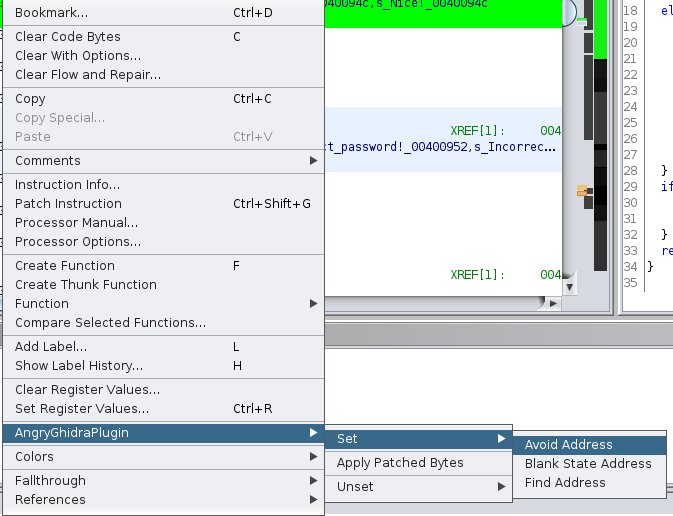 Bookmark... Ctrl+D
Clear Code Bytes C
Clear With Options...
Clear Flow and Repair...
Copy Ctrl+C
Copy Special...
Paste Ctrl+V
Comments
Instruction Info...
Patch Instruction Ctrl+Shift+G
Processor Manual...
Processor Options...
Create Function F
Create Thunk Function
Function
Compare Selected Functions...
Add Label... L
Show Label History... H
Clear Register Values...
Set Register Values... Ctrl+R
AngryGhidraPlugin
Colors
Fallthrough
References
Set
Apply Patched Bytes
Unset
Avoid Address
Blank State Address
Find Address
040094c,s_Nice!_0040094c
XREF[1]: 004
ct_password!_00400952,s_Incorrec...
XREF[1]: 004
18 el
19
20
21
22
23
24
25
26
27
28 }
29 if
30
31
32 }
33 re
34 }
35